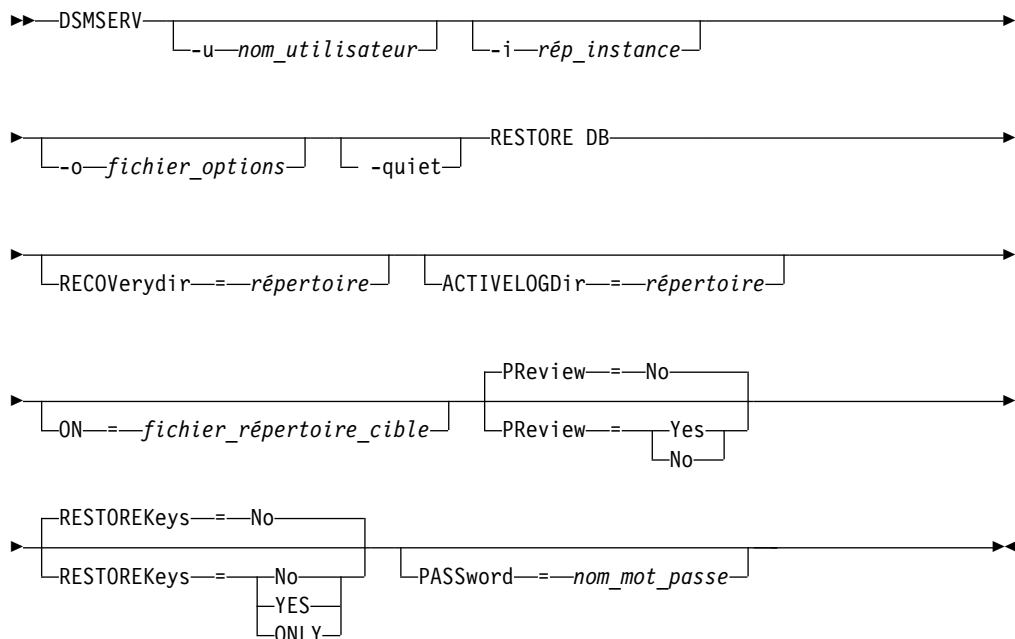 DSMSERV
-u nom_utilisateur -i rép_instance
-o fichier_options -quiet RESTORE DB
RECOVerydir = répertoire ACTIVELOGDir = répertoire
PReview = No
ON = fichier_répertoire_cible PReview = Yes
No
RESTOREKeys = No
RESTOREKeys = No PASSword = nom_mot_passe
YES
ONLY